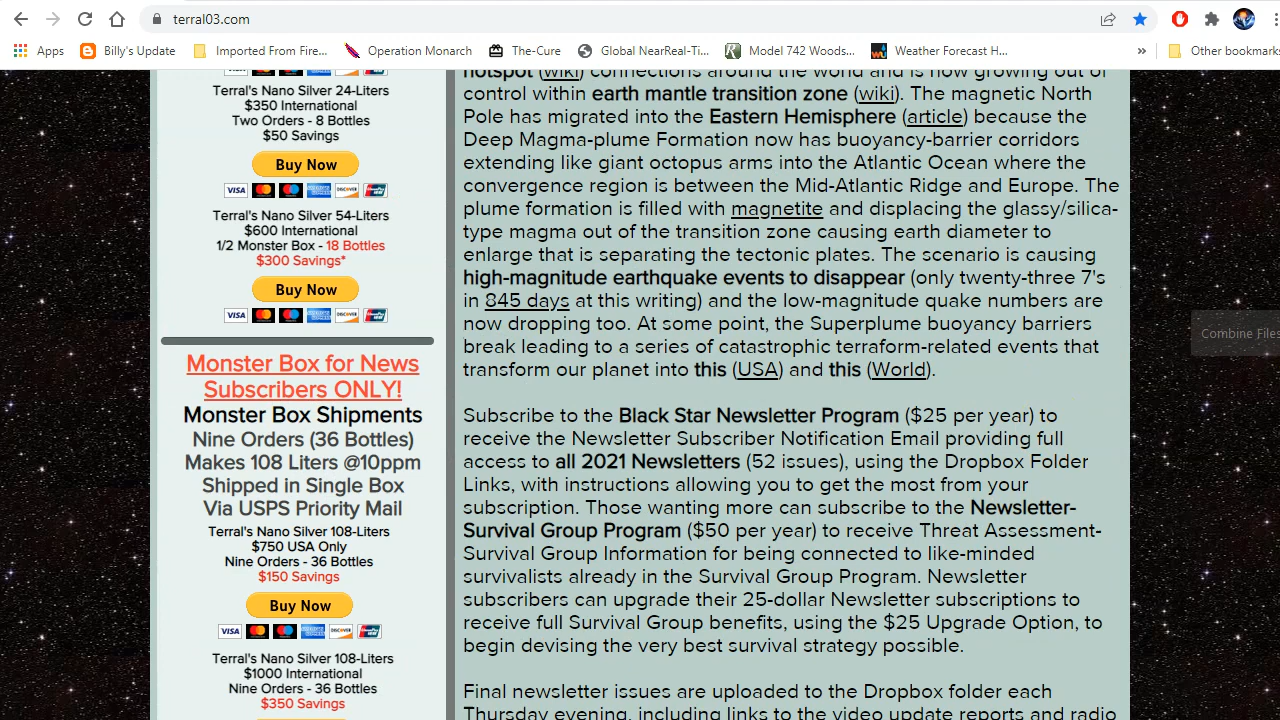 terral03.com
Apps
Billy's Update
Imported From Fire...
Operation Monarch
The-Cure
Global NearReal-Ti...
Model 742 Woods...
Weather Forecast H...
»
Other bookmarks
Terral's Nano Silver 24-Liters
$350 International
Two Orders - 8 Bottles
$50 Savings
Buy Now
VISA DISCOVER
Terral's Nano Silver 54-Liters
$600 International
1/2 Monster Box - 18 Bottles
$300 Savings*
Buy Now
VISA DISCOVER
Monster Box for News
Subscribers ONLY!
Monster Box Shipments
Nine Orders (36 Bottles)
Makes 108 Liters @10ppm
Shipped in Single Box
Via USPS Priority Mail
Terral's Nano Silver 108-Liters
$750 USA Only
Nine Orders - 36 Bottles
$150 Savings
Buy Now
VISA DISCOVER
Terral's Nano Silver 108-Liters
$1000 International
Nine Orders - 36 Bottles
$350 Savings
hotspot (wiki) connections around the world and is now growing out of
control within earth mantle transition zone (wiki). The magnetic North
Pole has migrated into the Eastern Hemisphere (article) because the
Deep Magma-plume Formation now has buoyancy-barrier corridors
extending like giant octopus arms into the Atlantic Ocean where the
convergence region is between the Mid-Atlantic Ridge and Europe. The
plume formation is filled with magnetite and displacing the glassy/silica-
type magma out of the transition zone causing earth diameter to
enlarge that is separating the tectonic plates. The scenario is causing
high-magnitude earthquake events to disappear (only twenty-three 7's
in 845 days at this writing) and the low-magnitude quake numbers are
now dropping too. At some point, the Superplume buoyancy barriers
break leading to a series of catastrophic terraform-related events that
transform our planet into this (USA) and this (World).
Subscribe to the Black Star Newsletter Program ($25 per year) to
receive the Newsletter Subscriber Notification Email providing full
access to all 2021 Newsletters (52 issues), using the Dropbox Folder
Links, with instructions allowing you to get the most from your
subscription. Those wanting more can subscribe to the Newsletter-
Survival Group Program ($50 per year) to receive Threat Assessment-
Survival Group Information for being connected to like-minded
survivalists already in the Survival Group Program. Newsletter
subscribers can upgrade their 25-dollar Newsletter subscriptions to
receive full Survival Group benefits, using the $25 Upgrade Option, to
begin devising the very best survival strategy possible.
Final newsletter issues are uploaded to the Dropbox folder each
Thursday evening, including links to the video update reports and radio
Combine Files